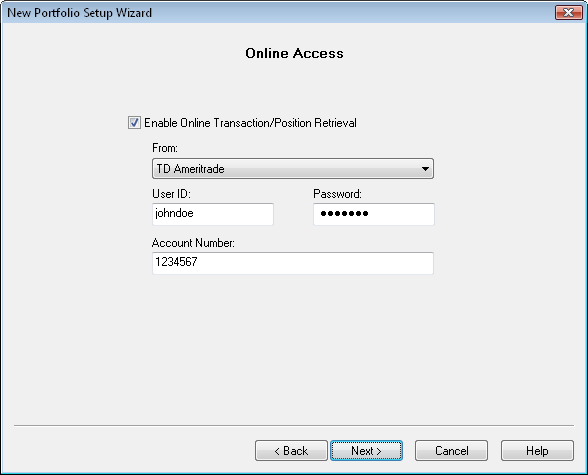 New Portfolio Setup Wizard
Online Access
Enable Online Transaction/Position Retrieval
From:
TD Ameritrade
User ID: Password:
johndoe •••••••
Account Number:
1234567
< Back Next > Cancel Help